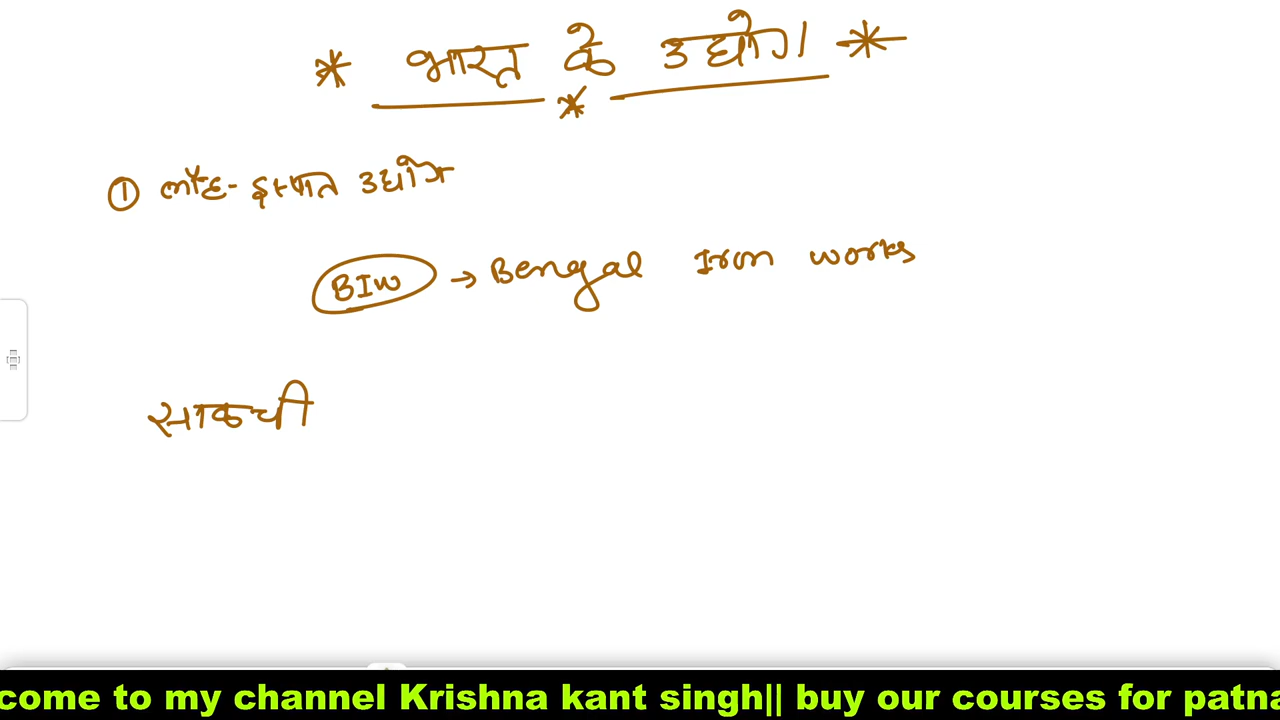 * भारत के उद्योग *
*
① लौह-इस्पात उद्योग
BIW → Bengal Iron works
साकची
come to my channel Krishna kant singh|| buy our courses for patna